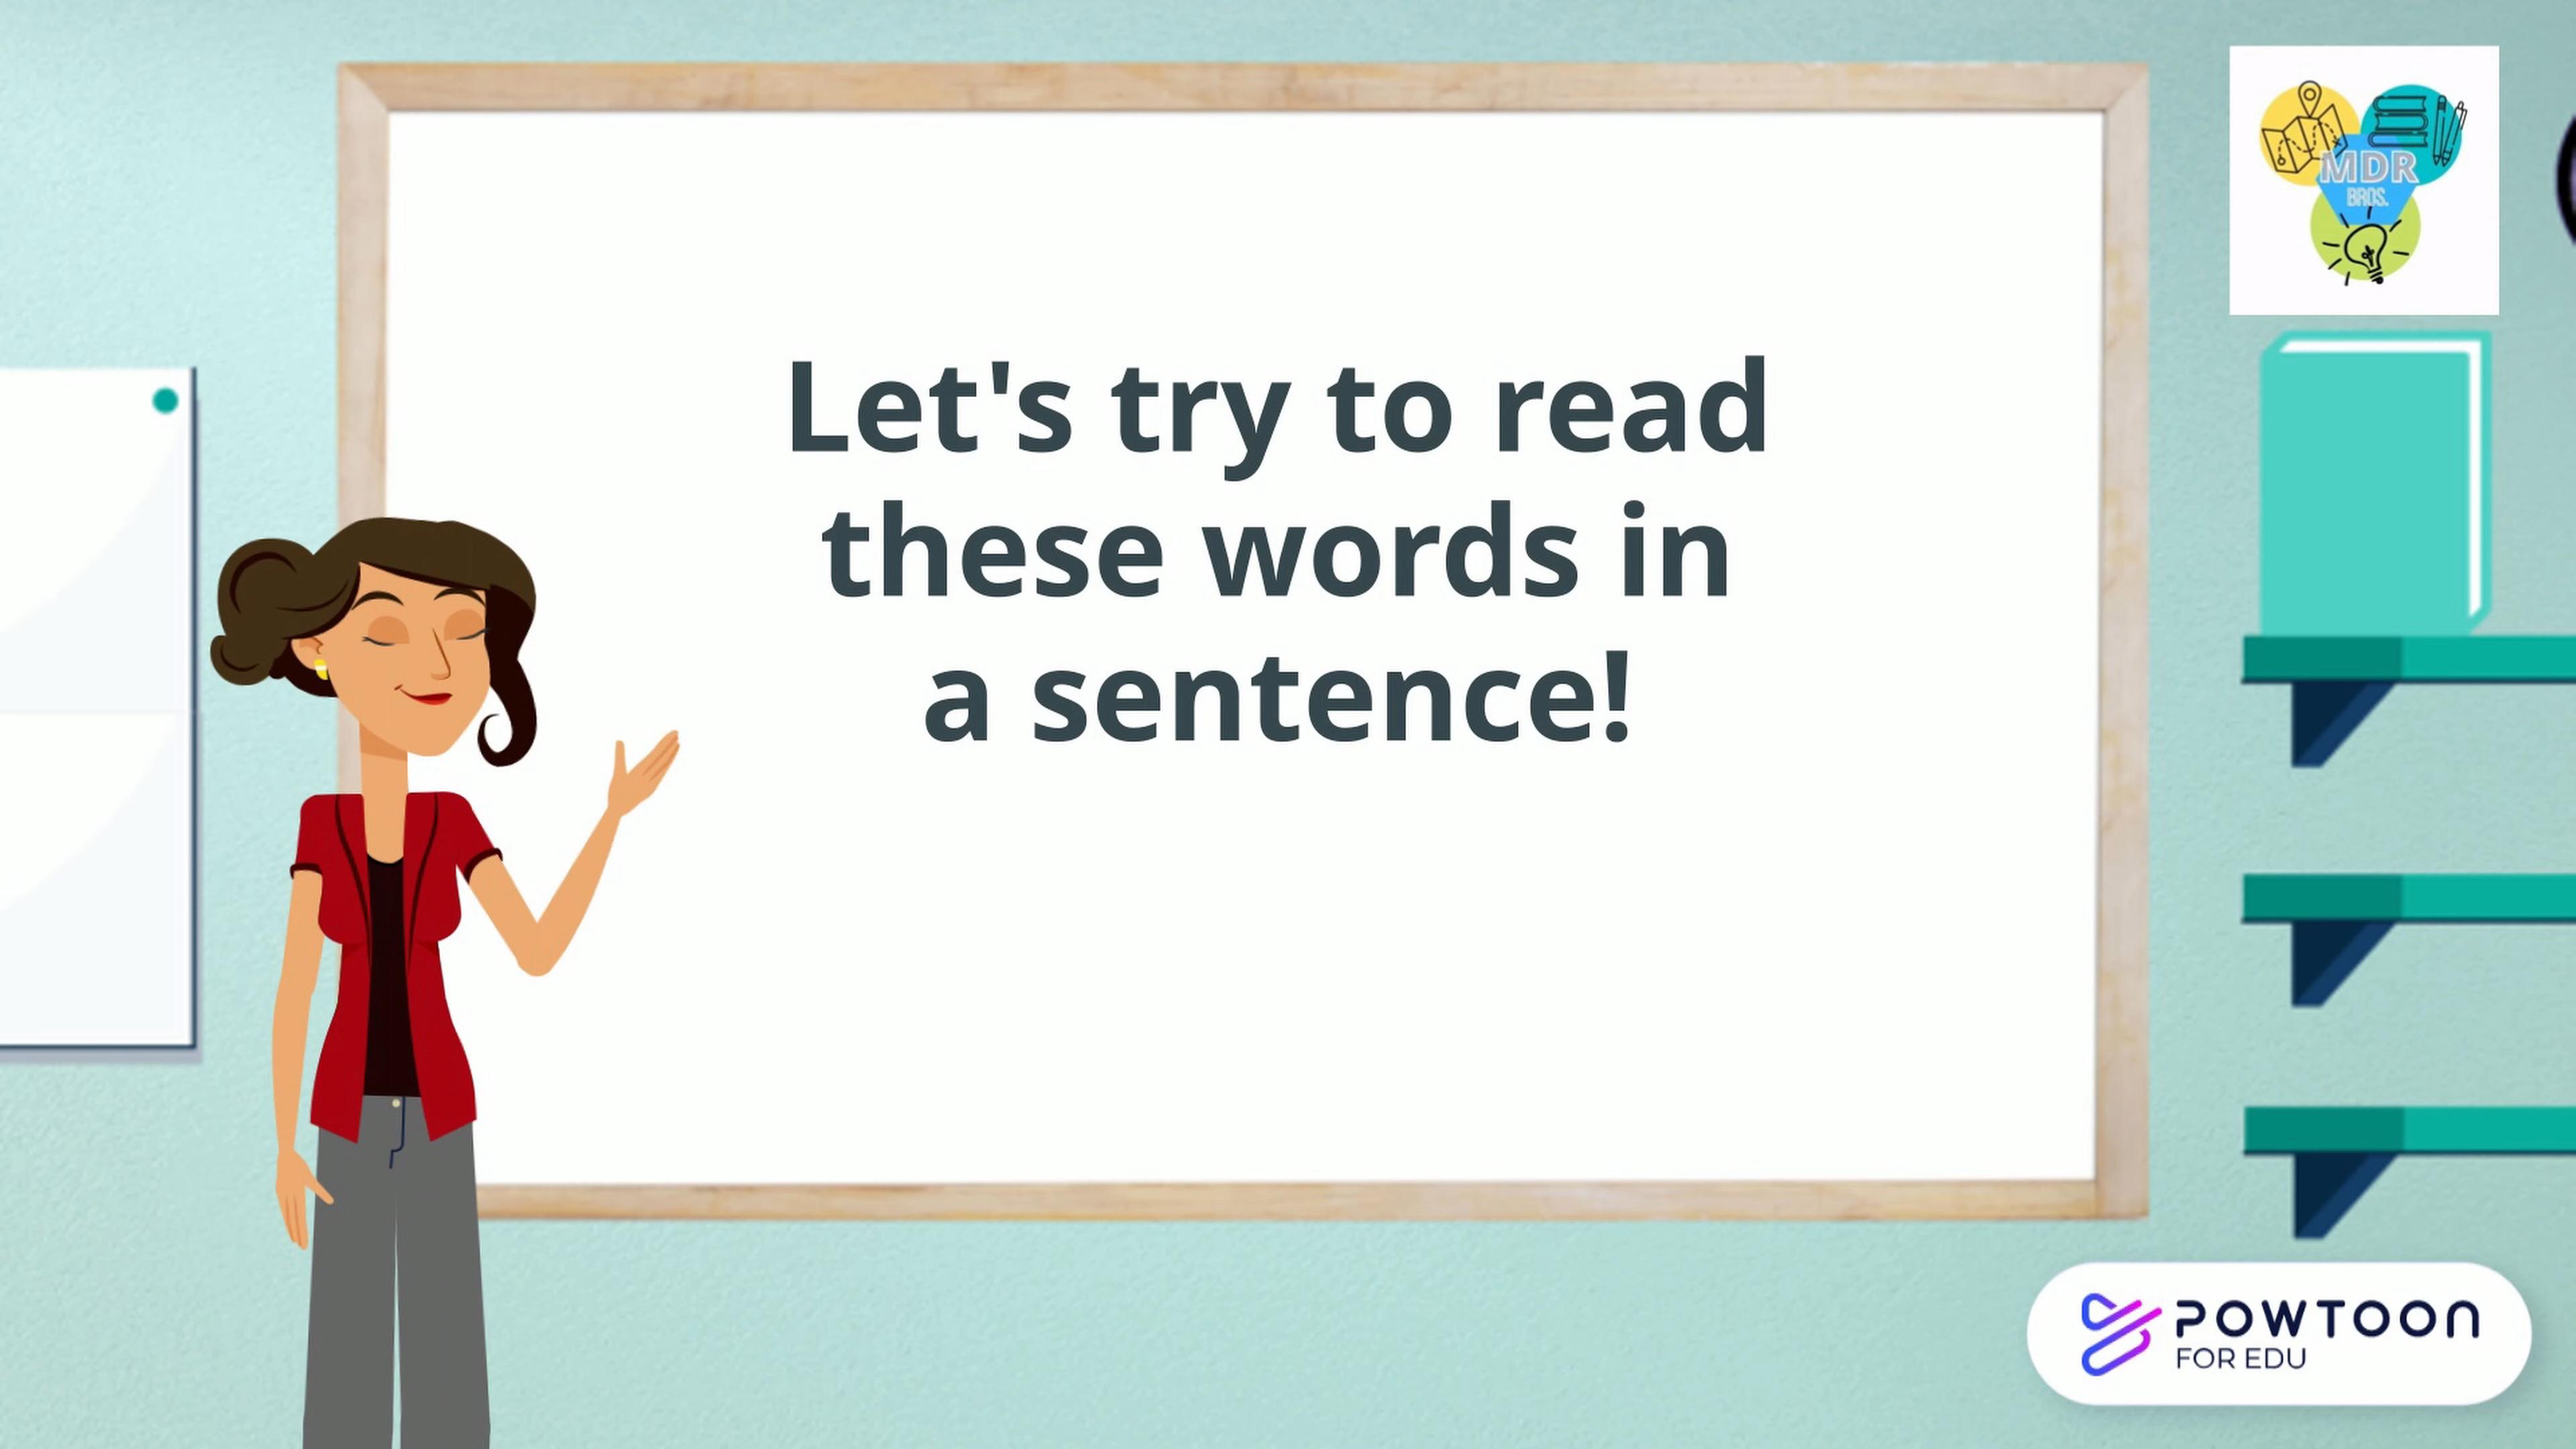 MDR
BROS.
Let's try to read
these words in
a sentence!
POWTOON
FOR EDU